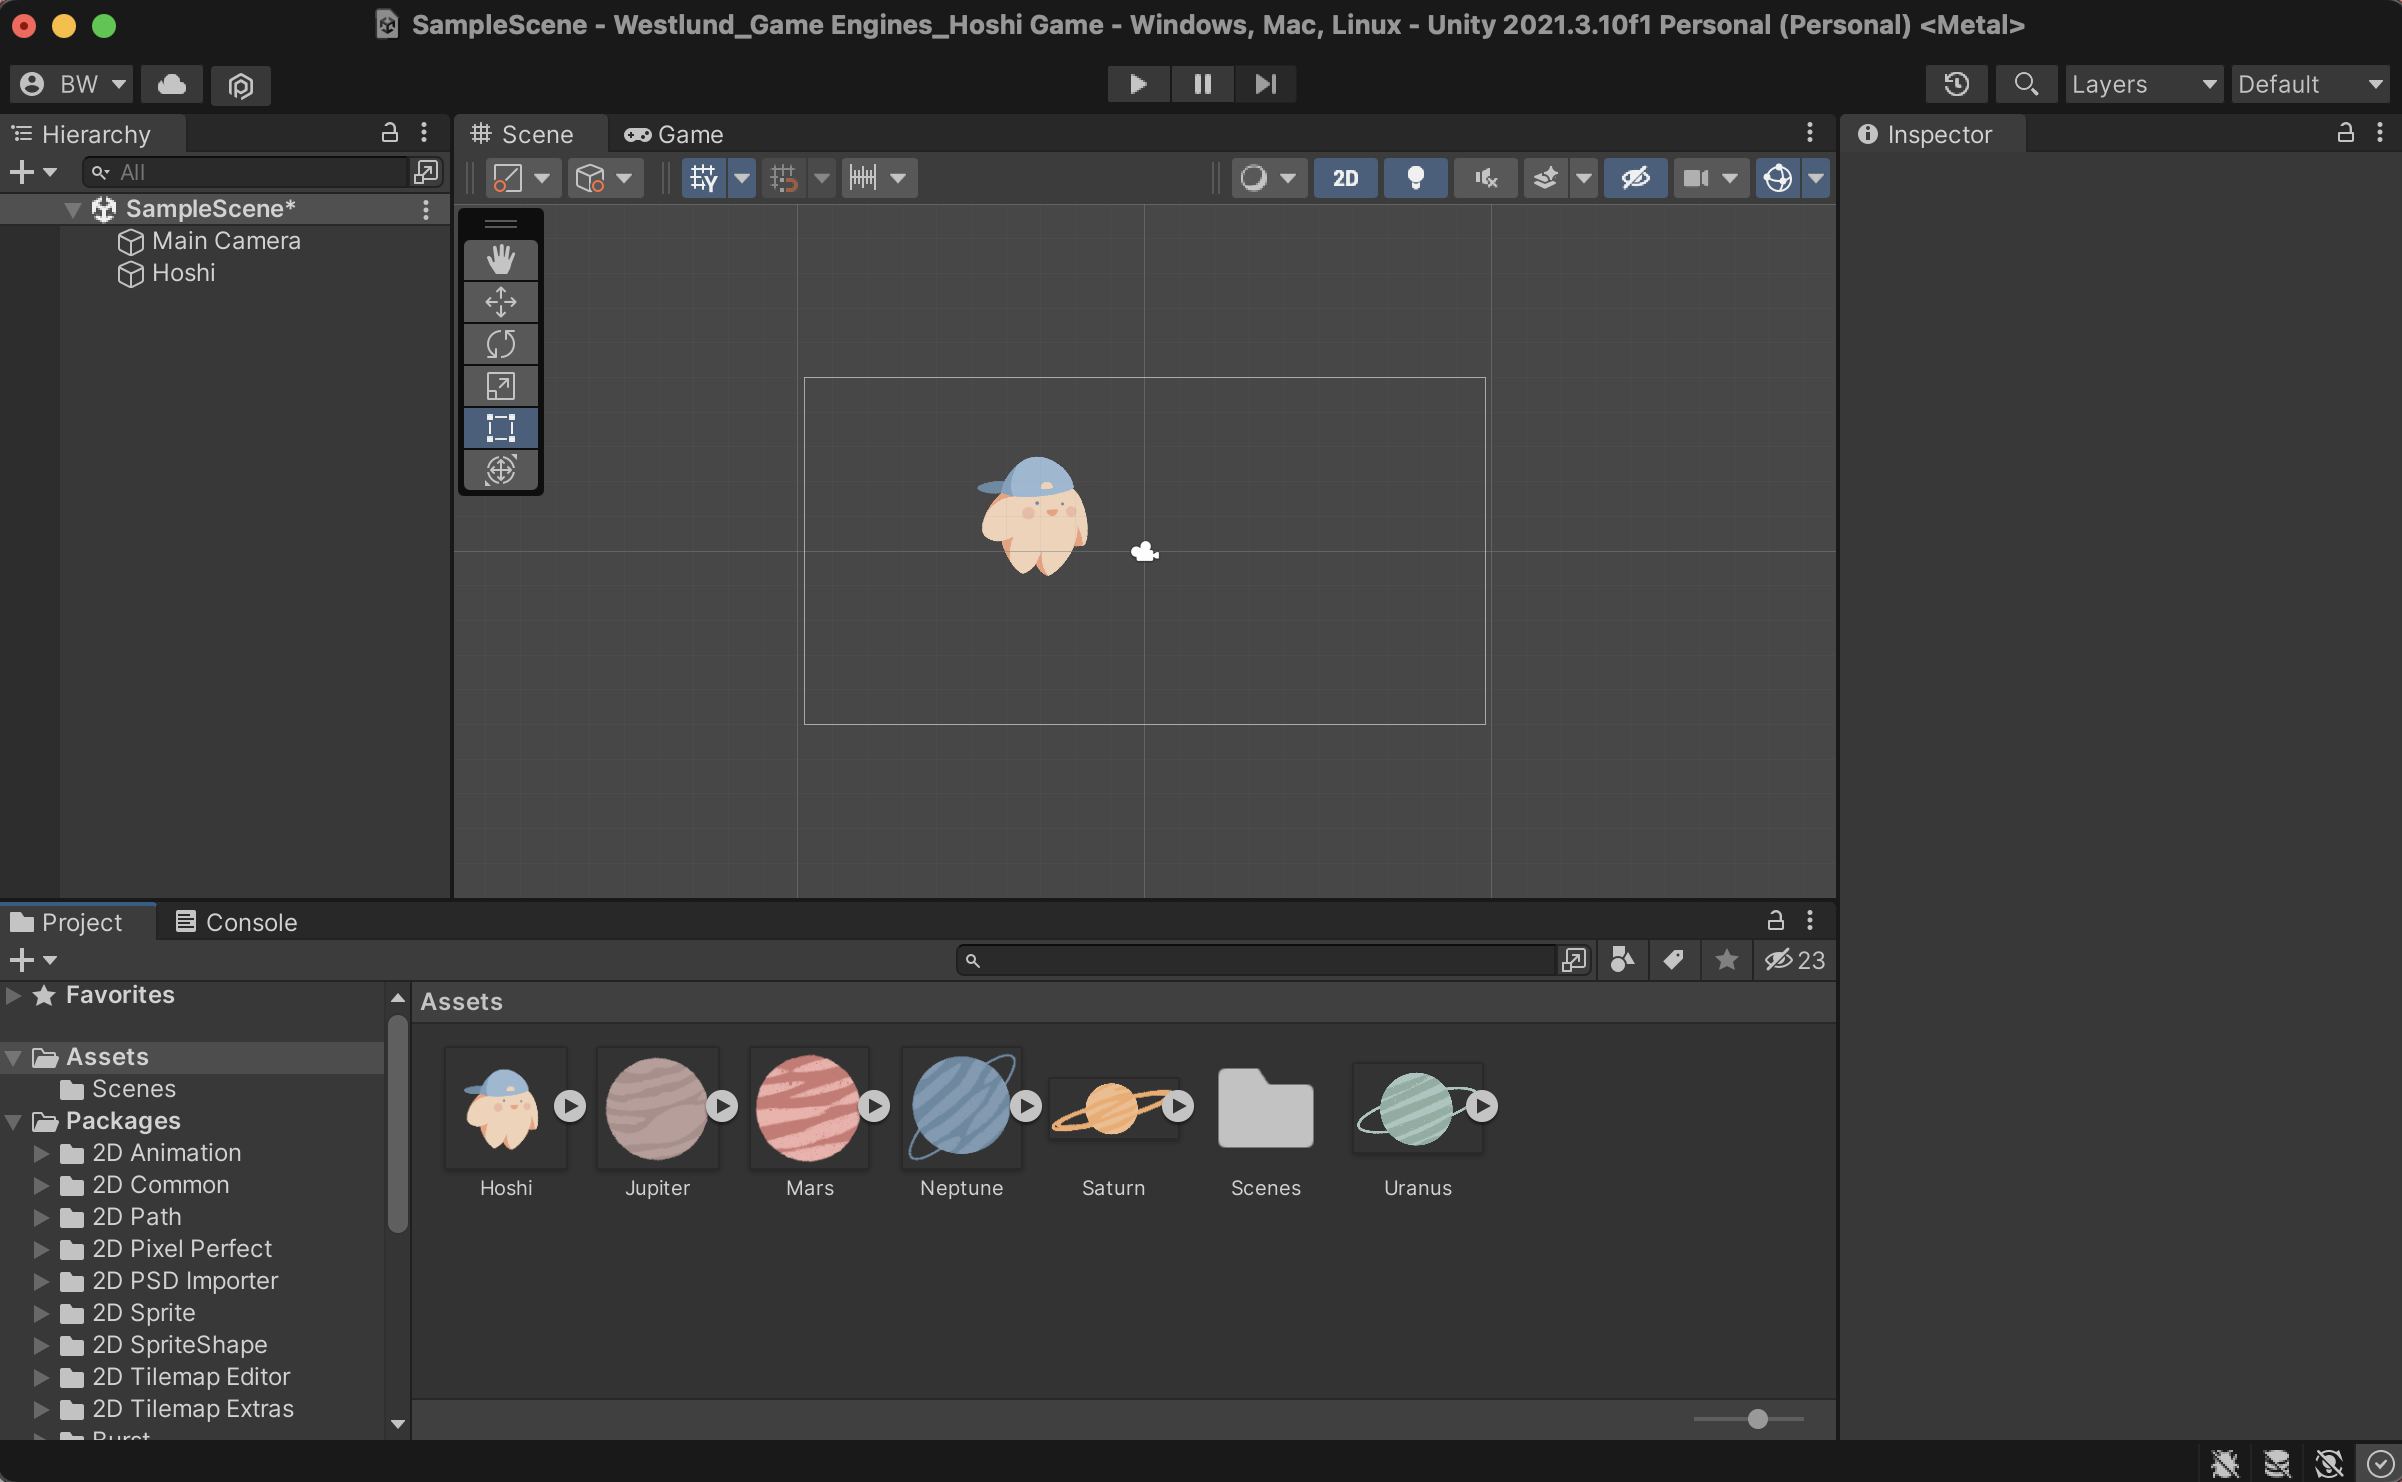 SampleScene - Westlund_Game Engines_Hoshi Game - Windows, Mac, Linux - Unity 2021.3.10f1 Personal (Personal) <Metal>
BW
Layers
Default
Hierarchy
All
SampleScene*
Main Camera
Hoshi
Scene
Game
2D
Inspector
Project
Console
23
Favorites
Assets
Scenes
Packages
2D Animation
2D Common
2D Path
2D Pixel Perfect
2D PSD Importer
2D Sprite
2D SpriteShape
2D Tilemap Editor
2D Tilemap Extras
Burst
Assets
Hoshi
Jupiter
Mars
Neptune
Saturn
Scenes
Uranus